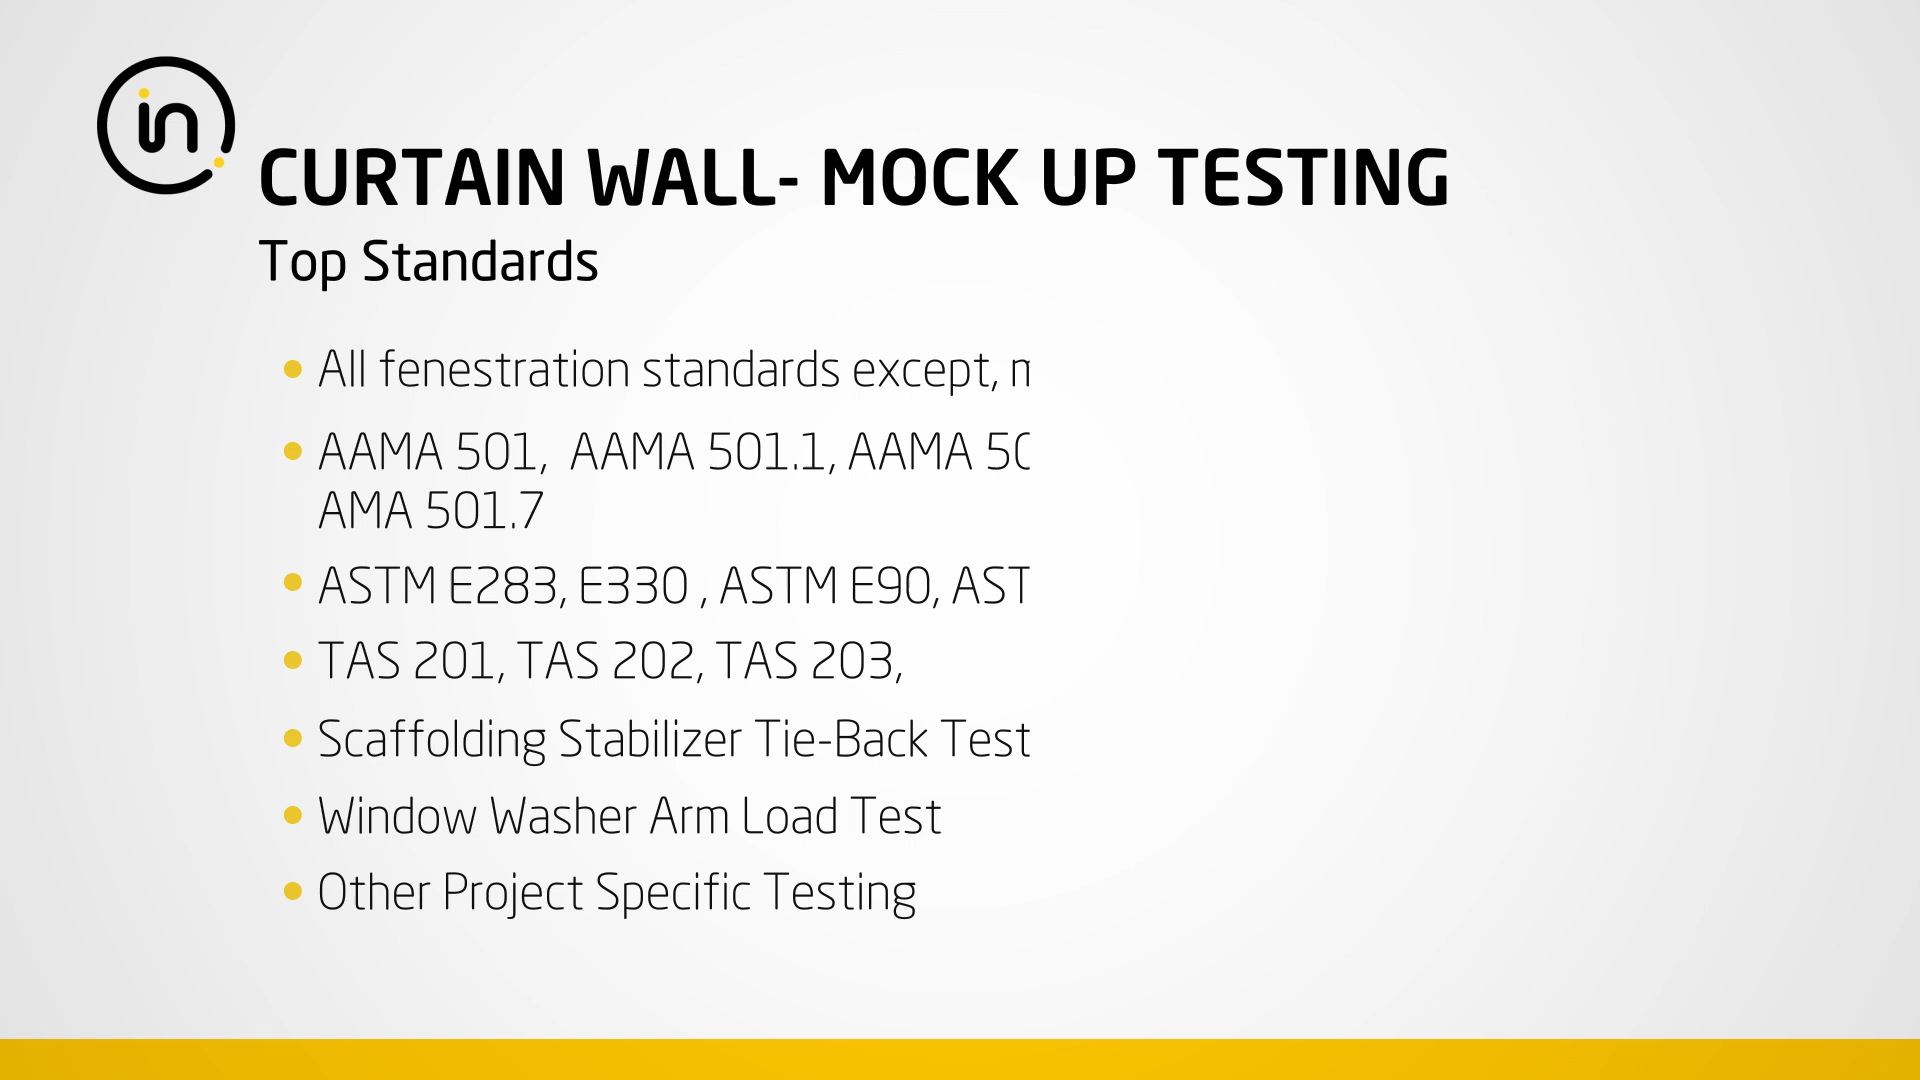 in
CURTAIN WALL- MOCK UP TESTING
Top Standards
All fenestration standards except,
AAMA 501,  AAMA 501.1, AAMA
AMA 501.7
ASTM E283, E330 , ASTM E90,
TAS 201, TAS 202, TAS 203,
Scaffolding Stabilizer Tie-Back Test
Window Washer Arm Load Test
Other Project Specific Testing